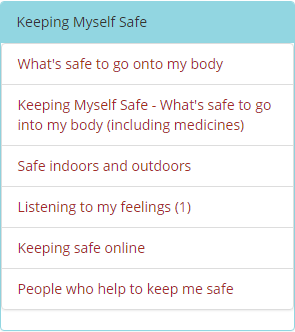 Keeping Myself Safe
What's safe to go onto my body
Keeping Myself Safe - What's safe to go
into my body (including medicines)
Safe indoors and outdoors
Listening to my feelings (1)
Keeping safe online
People who help to keep me safe